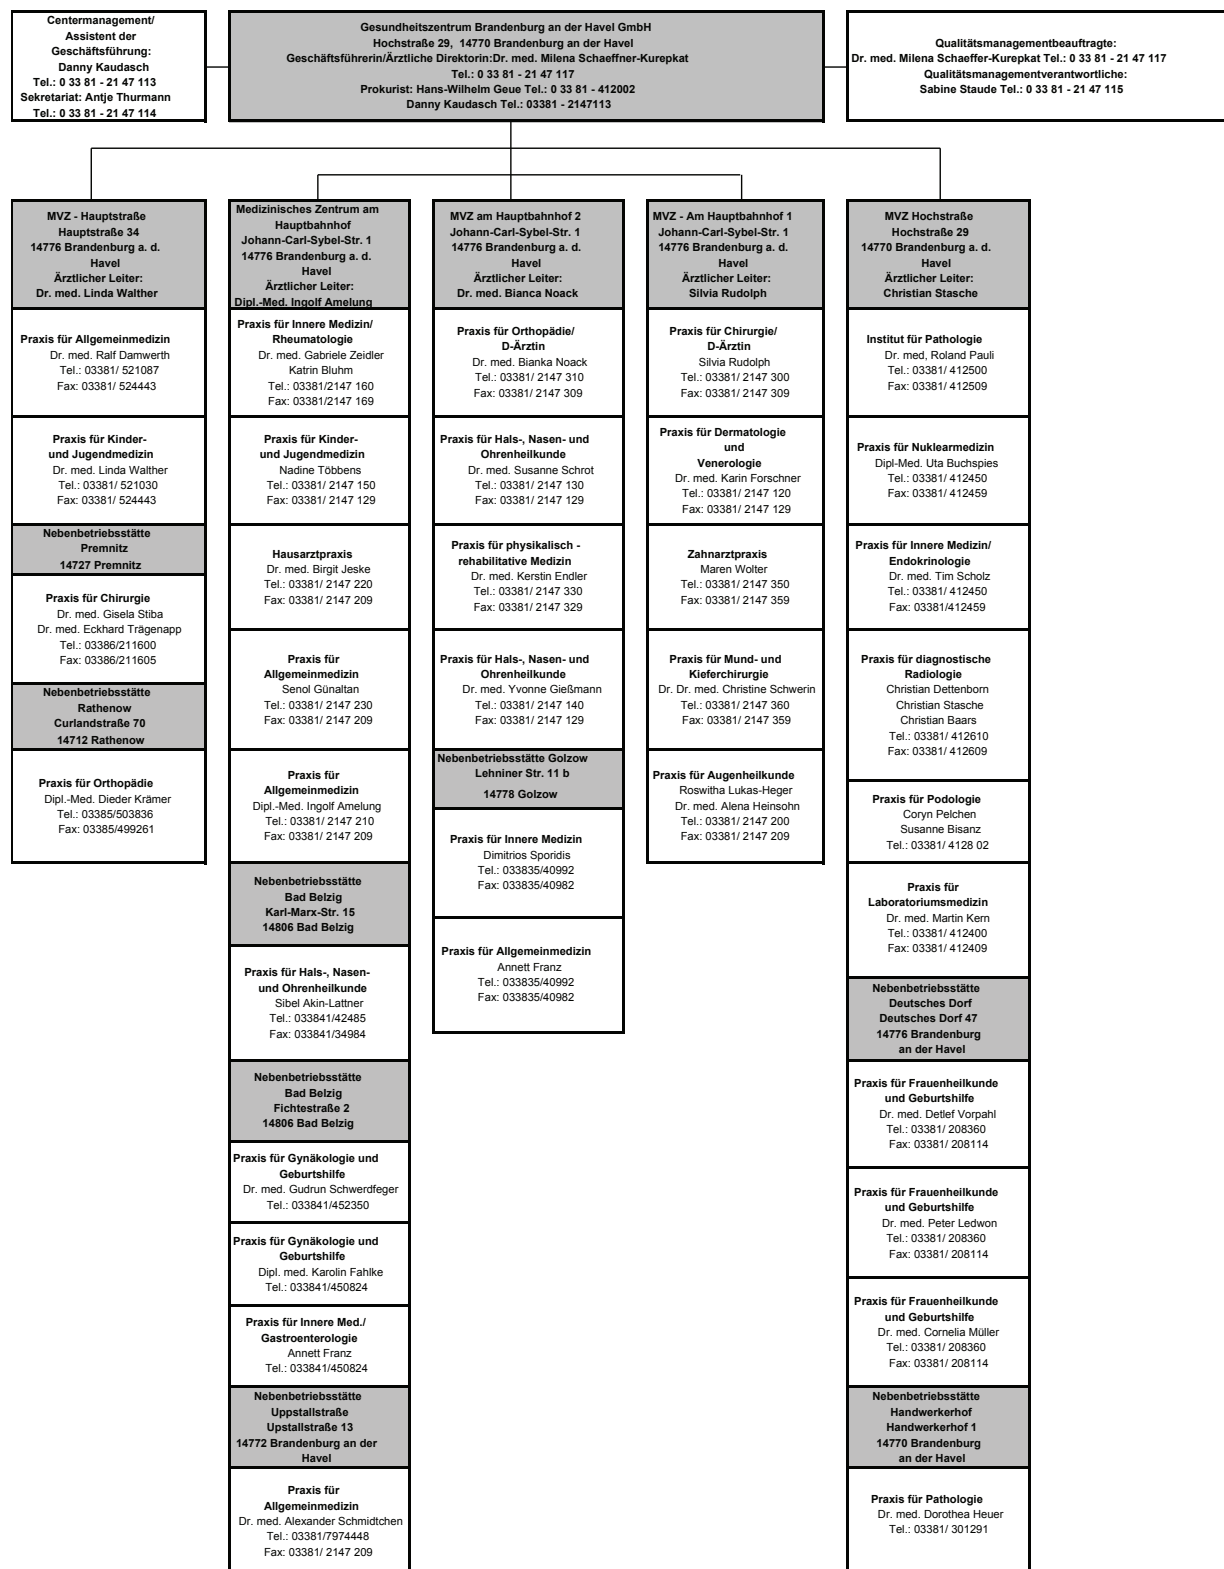 Centermanagement/
Assistent der
Geschäftsführung:
Danny Kaudasch
Tel.: 0 33 81 - 21 47 113
Sekretariat: Antje Thurmann
Tel.: 0 33 81 - 21 47 114
Gesundheitszentrum Brandenburg an der Havel GmbH
Hochstraße 29, 14770 Brandenburg an der Havel
Geschäftsführerin/Ärztliche Direktorin:Dr. med. Milena Schaeffner-Kurepkat
Tel.: 0 33 81 - 21 47 117
Prokurist: Hans-Wilhelm Geue Tel.: 0 33 81 - 412002
Danny Kaudasch Tel.: 03381 - 2147113
Qualitätsmanagementbeauftragte:
Dr. med. Milena Schaeffer-Kurepkat Tel.: 0 33 81 - 21 47 117
Qualitätsmanagementverantwortliche:
Sabine Staude Tel.: 0 33 81 - 21 47 115
MVZ - Hauptstraße
Hauptstraße 34
14776 Brandenburg a. d.
Havel
Ärztlicher Leiter:
Dr. med. Linda Walther
Praxis für Allgemeinmedizin
Dr. med. Ralf Damwerth
Tel.: 03381/ 521087
Fax: 03381/ 524443
Praxis für Kinder-
und Jugendmedizin
Dr. med. Linda Walther
Tel.: 03381/ 521030
Fax: 03381/ 524443
Nebenbetriebsstätte
Premnitz
14727 Premnitz
Praxis für Chirurgie
Dr. med. Gisela Stiba
Dr. med. Eckhard Trägenapp
Tel.: 03386/211600
Fax: 03386/211605
Nebenbetriebsstätte
Rathenow
Curlandstraße 70
14712 Rathenow
Praxis für Orthopädie
Dipl.-Med. Dieder Krämer
Tel.: 03385/503836
Fax: 03385/499261
Medizinisches Zentrum am
Hauptbahnhof
Johann-Carl-Sybel-Str. 1
14776 Brandenburg a. d.
Havel
Ärztlicher Leiter:
Dipl.-Med. Ingolf Amelung
Praxis für Innere Medizin/
Rheumatologie
Dr. med. Gabriele Zeidler
Katrin Bluhm
Tel.: 03381/2147 160
Fax: 03381/2147 169
Praxis für Kinder-
und Jugendmedizin
Nadine Többens
Tel.: 03381/ 2147 150
Fax: 03381/ 2147 129
Hausarztpraxis
Dr. med. Birgit Jeske
Tel.: 03381/ 2147 220
Fax: 03381/ 2147 209
Praxis für
Allgemeinmedizin
Senol Günaltan
Tel.: 03381/ 2147 230
Fax: 03381/ 2147 209
Praxis für
Allgemeinmedizin
Dipl.-Med. Ingolf Amelung
Tel.: 03381/ 2147 210
Fax: 03381/ 2147 209
Nebenbetriebsstätte
Bad Belzig
Karl-Marx-Str. 15
14806 Bad Belzig
Praxis für Hals-, Nasen-
und Ohrenheilkunde
Sibel Akin-Lattner
Tel.: 033841/42485
Fax: 033841/34984
Nebenbetriebsstätte
Bad Belzig
Fichtestraße 2
14806 Bad Belzig
Praxis für Gynäkologie und
Geburtshilfe
Dr. med. Gudrun Schwerdfeger
Tel.: 033841/452350
Praxis für Gynäkologie und
Geburtshilfe
Dipl. med. Karolin Fahlke
Tel.: 033841/450824
Praxis für Innere Med./
Gastroenterologie
Annett Franz
Tel.: 033841/450824
Nebenbetriebsstätte
Uppstallstraße
Upstallstraße 13
14772 Brandenburg an der
Havel
Praxis für
Allgemeinmedizin
Dr. med. Alexander Schmidtchen
Tel.: 03381/7974448
Fax: 03381/ 2147 209
MVZ am Hauptbahnhof 2
Johann-Carl-Sybel-Str. 1
14776 Brandenburg a. d.
Havel
Ärztlicher Leiter:
Dr. med. Bianca Noack
Praxis für Orthopädie/
D-Ärztin
Dr. med. Bianka Noack
Tel.: 03381/ 2147 310
Fax: 03381/ 2147 309
Praxis für Hals-, Nasen- und
Ohrenheilkunde
Dr. med. Susanne Schrot
Tel.: 03381/ 2147 130
Fax: 03381/ 2147 129
Praxis für physikalisch -
rehabilitative Medizin
Dr. med. Kerstin Endler
Tel.: 03381/ 2147 330
Fax: 03381/ 2147 329
Praxis für Hals-, Nasen- und
Ohrenheilkunde
Dr. med. Yvonne Gießmann
Tel.: 03381/ 2147 140
Fax: 03381/ 2147 129
Nebenbetriebsstätte Golzow
Lehniner Str. 11 b
14778 Golzow
Praxis für Innere Medizin
Dimitrios Sporidis
Tel.: 033835/40992
Fax: 033835/40982
Praxis für Allgemeinmedizin
Annett Franz
Tel.: 033835/40992
Fax: 033835/40982
MVZ - Am Hauptbahnhof 1
Johann-Carl-Sybel-Str. 1
14776 Brandenburg a. d.
Havel
Ärztlicher Leiter:
Silvia Rudolph
Praxis für Chirurgie/
D-Ärztin
Silvia Rudolph
Tel.: 03381/ 2147 300
Fax: 03381/ 2147 309
Praxis für Dermatologie
und
Venerologie
Dr. med. Karin Forschner
Tel.: 03381/ 2147 120
Fax: 03381/ 2147 129
Zahnarztpraxis
Maren Wolter
Tel.: 03381/ 2147 350
Fax: 03381/ 2147 359
Praxis für Mund- und
Kieferchirurgie
Dr. Dr. med. Christine Schwerin
Tel.: 03381/ 2147 360
Fax: 03381/ 2147 359
Praxis für Augenheilkunde
Roswitha Lukas-Heger
Dr. med. Alena Heinsohn
Tel.: 03381/ 2147 200
Fax: 03381/ 2147 209
MVZ Hochstraße
Hochstraße 29
14770 Brandenburg a. d.
Havel
Ärztlicher Leiter:
Christian Stasche
Institut für Pathologie
Dr. med, Roland Pauli
Tel.: 03381/ 412500
Fax: 03381/ 412509
Praxis für Nuklearmedizin
Dipl-Med. Uta Buchspies
Tel.: 03381/ 412450
Fax: 03381/ 412459
Praxis für Innere Medizin/
Endokrinologie
Dr. med. Tim Scholz
Tel.: 03381/ 412450
Fax: 03381/412459
Praxis für diagnostische
Radiologie
Christian Dettenborn
Christian Stasche
Christian Baars
Tel.: 03381/ 412610
Fax: 03381/ 412609
Praxis für Podologie
Coryn Pelchen
Susanne Bisanz
Tel.: 03381/ 4128 02
Praxis für
Laboratoriumsmedizin
Dr. med. Martin Kern
Tel.: 03381/ 412400
Fax: 03381/ 412409
Nebenbetriebsstätte
Deutsches Dorf
Deutsches Dorf 47
14776 Brandenburg
an der Havel
Praxis für Frauenheilkunde
und Geburtshilfe
Dr. med. Detlef Vorpahl
Tel.: 03381/ 208360
Fax: 03381/ 208114
Praxis für Frauenheilkunde
und Geburtshilfe
Dr. med. Peter Ledwon
Tel.: 03381/ 208360
Fax: 03381/ 208114
Praxis für Frauenheilkunde
und Geburtshilfe
Dr. med. Cornelia Müller
Tel.: 03381/ 208360
Fax: 03381/ 208114
Nebenbetriebsstätte
Handwerkerhof
Handwerkerhof 1
14770 Brandenburg
an der Havel
Praxis für Pathologie
Dr. med. Dorothea Heuer
Tel.: 03381/ 301291